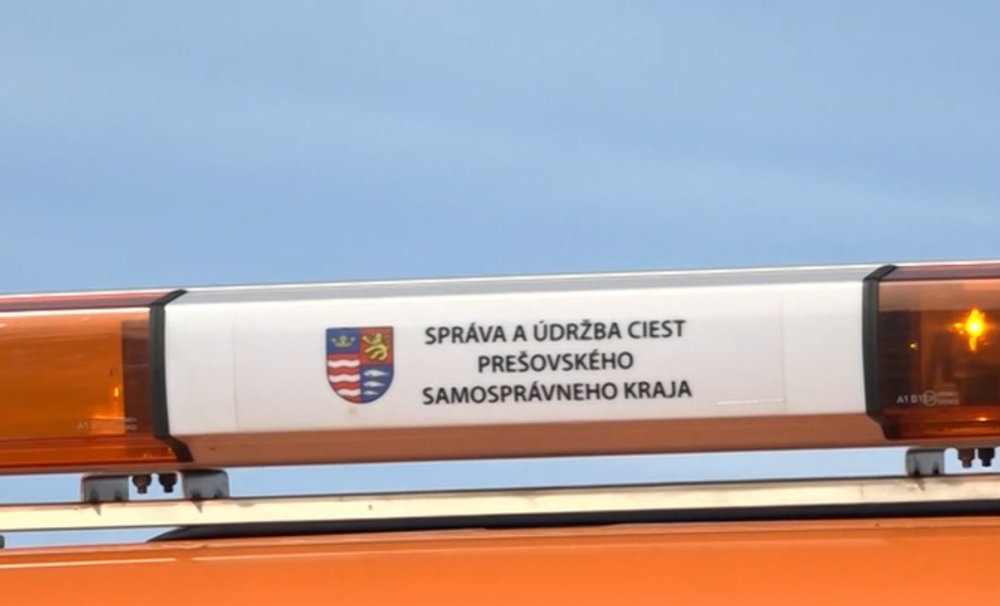 SPRÁVA A ÚDRŽBA CIEST
PREŠOVSKÉHO
SAMOSPRÁVNEHO KRAJA